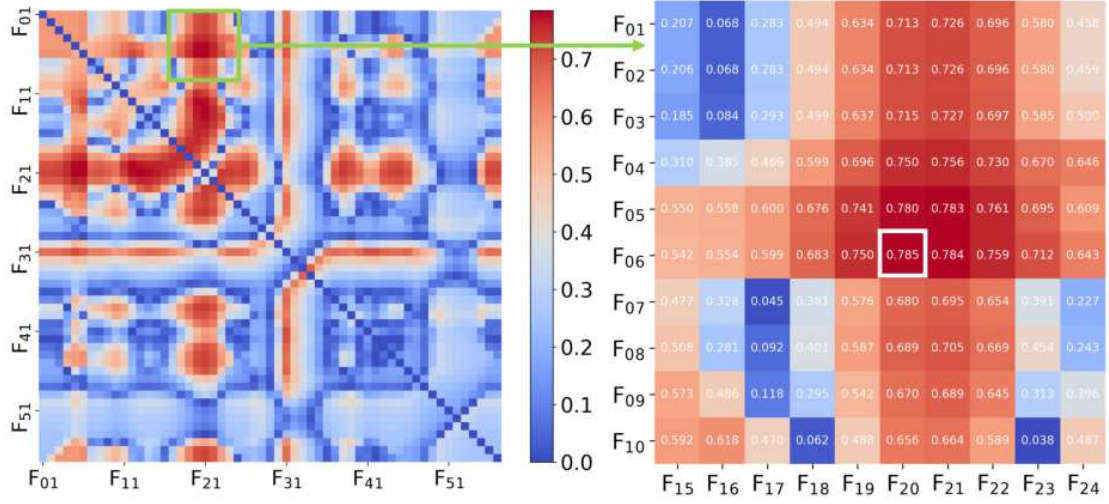 F01
F11
F21
F31
F41
F51
F01 F11 F21 F31 F41 F51
0.7
0.6
0.5
0.4
0.3
0.2
0.1
0.0
F01 0.207 0.068 0.283 0.494 0.634 0.713 0.726 0.696 0.580 0.458
F02 0.206 0.068 0.283 0.494 0.634 0.713 0.726 0.696 0.580 0.459
F03 0.185 0.084 0.293 0.499 0.637 0.715 0.727 0.697 0.585 0.500
F04 0.310 0.385 0.469 0.599 0.696 0.750 0.756 0.730 0.670 0.646
F05 0.550 0.558 0.600 0.676 0.741 0.780 0.783 0.761 0.695 0.609
F06 0.542 0.554 0.599 0.683 0.750 0.785 0.784 0.759 0.712 0.643
F07 0.477 0.328 0.045 0.381 0.576 0.680 0.695 0.654 0.391 0.227
F08 0.508 0.281 0.092 0.401 0.587 0.689 0.705 0.669 0.454 0.243
F09 0.573 0.486 0.118 0.295 0.542 0.670 0.689 0.645 0.313 0.396
F10 0.592 0.618 0.470 0.062 0.488 0.656 0.664 0.589 0.038 0.487
F15 F16 F17 F18 F19 F20 F21 F22 F23 F24